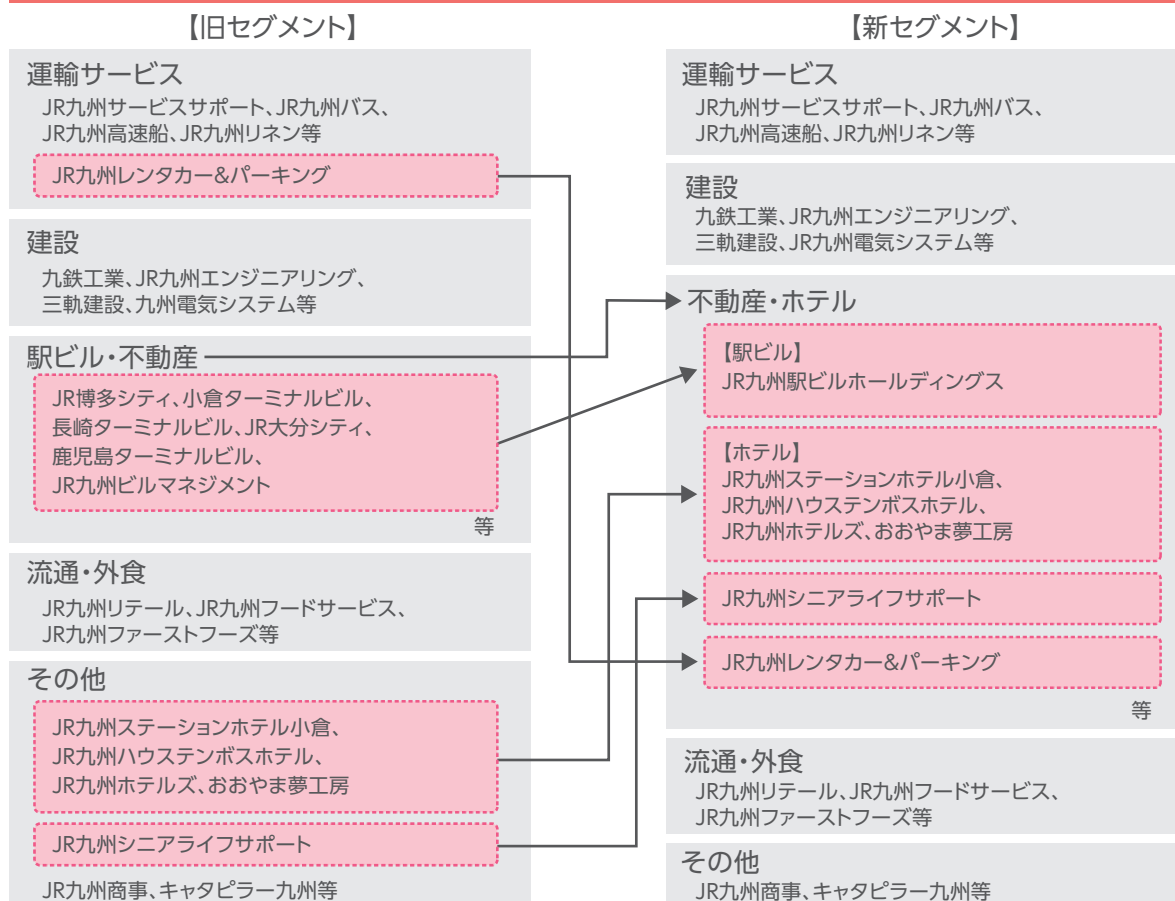 【旧セグメント】
運輸サービス
JR九州サービスサポート、JR九州バス、
JR九州高速船、JR九州リネン等
JR九州レンタカー&パーキング
建設
九鉄工業、JR九州エンジニアリング、
三軌建設、九州電気システム等
駅ビル・不動産
JR博多シティ、小倉ターミナルビル、
長崎ターミナルビル、JR大分シティ、
鹿児島ターミナルビル、
JR九州ビルマネジメント
等
流通・外食
JR九州リテール、JR九州フードサービス、
JR九州ファーストフーズ等
その他
JR九州ステーションホテル小倉、
JR九州ハウステンボスホテル、
JR九州ホテルズ、おおやま夢工房
JR九州シニアライフサポート
JR九州商事、キャタピラー九州等
【新セグメント】
運輸サービス
JR九州サービスサポート、JR九州バス、
JR九州高速船、JR九州リネン等
建設
九鉄工業、JR九州エンジニアリング、
三軌建設、JR九州電気システム等
不動産・ホテル
【駅ビル】
JR九州駅ビルホールディングス
【ホテル】
JR九州ステーションホテル小倉、
JR九州ハウステンボスホテル、
JR九州ホテルズ、おおやま夢工房
JR九州シニアライフサポート
JR九州レンタカー&パーキング
等
流通・外食
JR九州リテール、JR九州フードサービス、
JR九州ファーストフーズ等
その他
JR九州商事、キャタピラー九州等